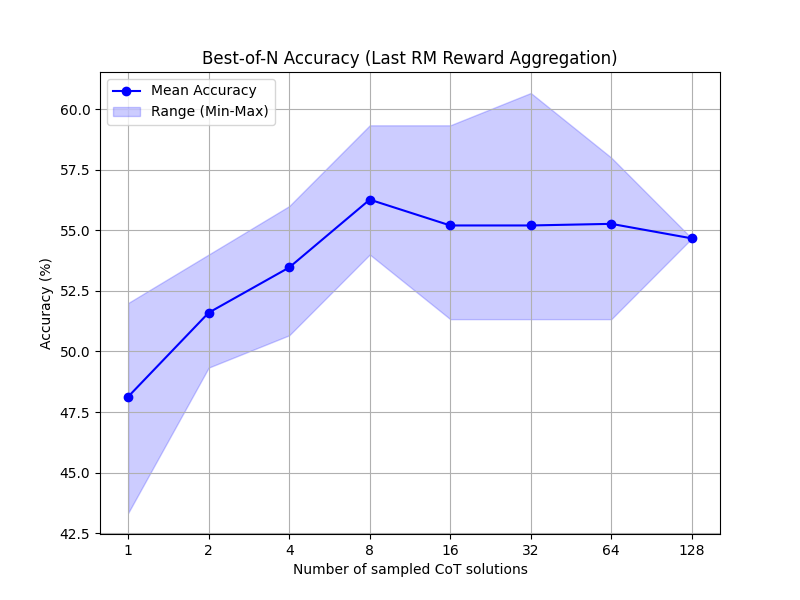 Best-of-N Accuracy (Last RM Reward Aggregation)
Mean Accuracy
Range (Min-Max)
Accuracy (%)
60.0
57.5
55.0
52.5
50.0
47.5
45.0
42.5
1 2 4 8 16 32 64 128
Number of sampled CoT solutions